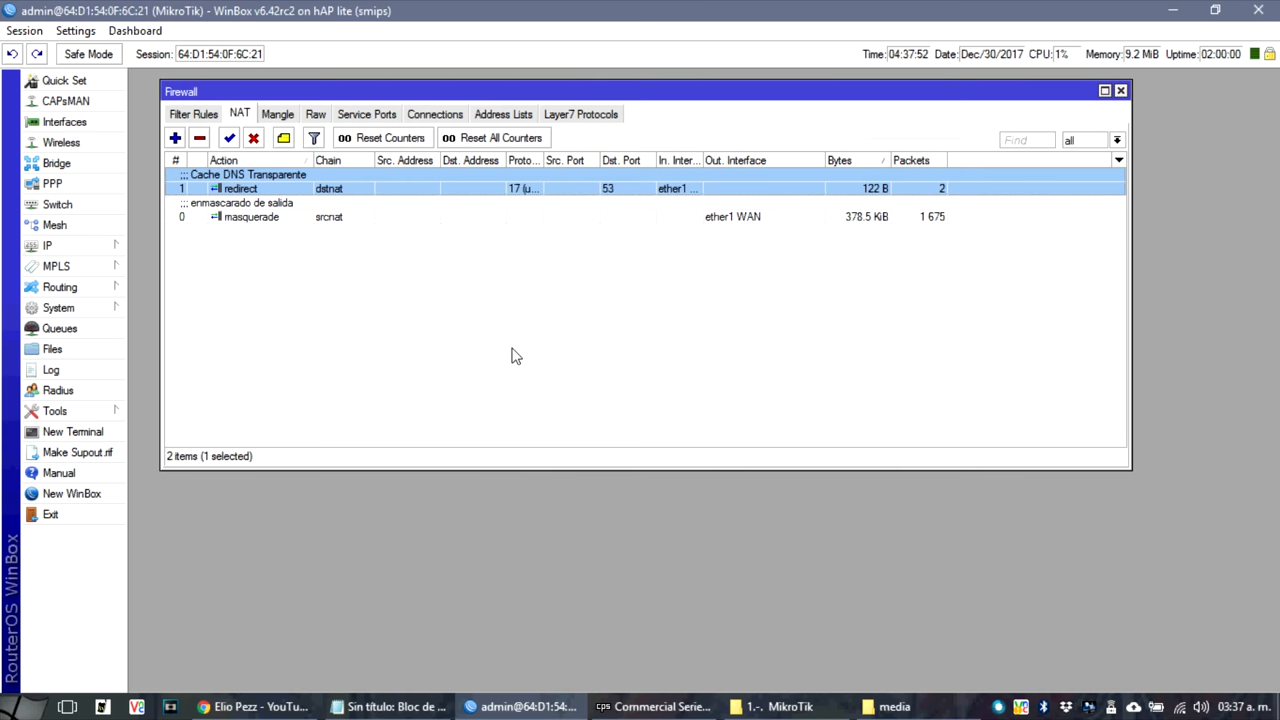 admin@64:D1:54:0F:6C:21 (MikroTik) - WinBox v6.42rc2 on hAP lite (smips)
Session Settings Dashboard
Safe Mode Session: 64:D1:54:0F:6C:21 Time: 04:37:52 Date: Dec/30/2017 CPU: 1% Memory: 9.2 MiB Uptime: 02:00:00
Quick Set
CAPsMAN
Interfaces
Wireless
Bridge
PPP
Switch
Mesh
IP
MPLS
Routing
System
Queues
Files
Log
Radius
Tools
New Terminal
Make Supout.rif
Manual
New WinBox
Exit
RouterOS WinBox
Firewall
Filter Rules NAT Mangle Raw Service Ports Connections Address Lists Layer7 Protocols
00 Reset Counters 00 Reset All Counters Find all
# Action Chain Src. Address Dst. Address Proto... Src. Port Dst. Port In. Inter... Out. Interface Bytes Packets
;;; Cache DNS Transparente
1 redirect dstnat 17 (u... 53 ether1 ... 122 B 2
;;; enmascarado de salida
0 masquerade srcnat ether1 WAN 378.5 KiB 1 675
2 items (1 selected)
Elio Pezz - YouTu... Sin título: Bloc de ... admin@64:D1:54:... cps Commercial Serie... 1.-. MikroTik media 03:37 a.m.